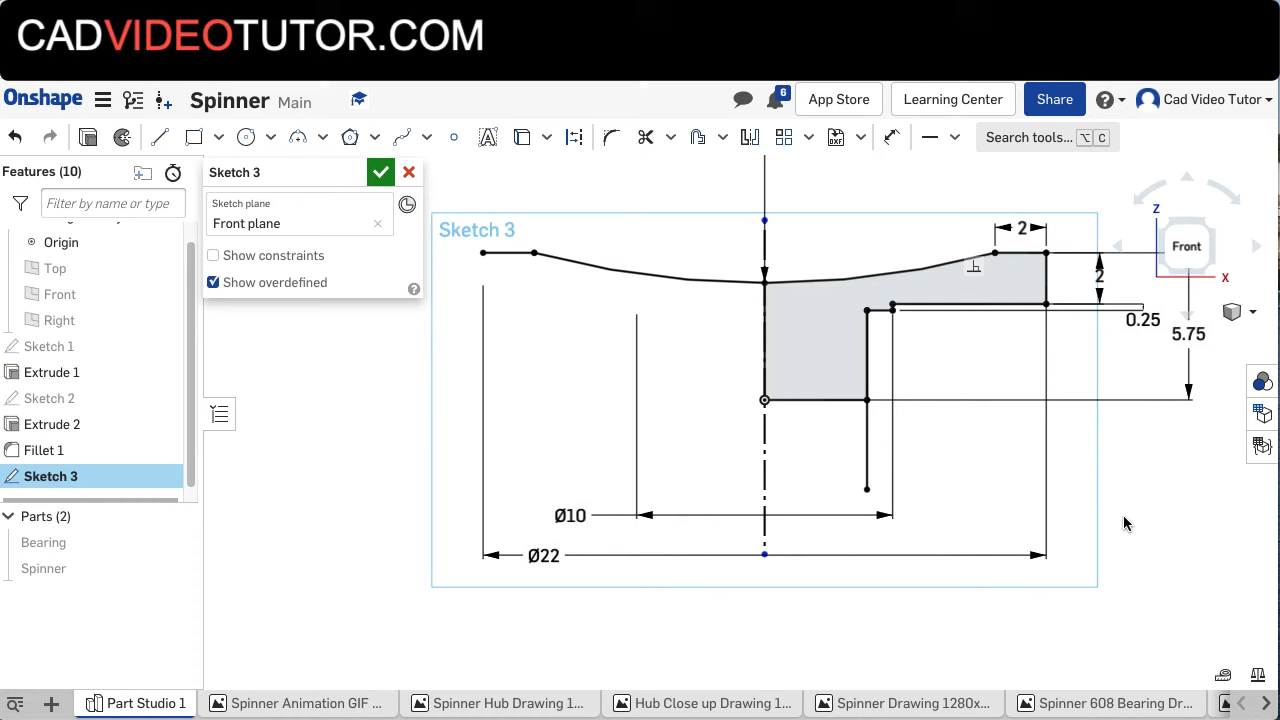 CADVIDEOTUTOR.COM
Onshape
Spinner Main
6
App Store
Learning Center
Share
Cad Video Tutor
Search tools... ⌥ C
Features (10)
Filter by name or type
Origin
Top
Front
Right
Sketch 1
Extrude 1
Sketch 2
Extrude 2
Fillet 1
Sketch 3
Parts (2)
Bearing
Spinner
Sketch 3
Sketch plane
Front plane
Show constraints
Show overdefined
Sketch 3
2
2
0.25
5.75
Ø10
Ø22
Z
Front
X
Part Studio 1
Spinner Animation GIF ...
Spinner Hub Drawing 1...
Hub Close up Drawing 1...
Spinner Drawing 1280x...
Spinner 608 Bearing Dr...